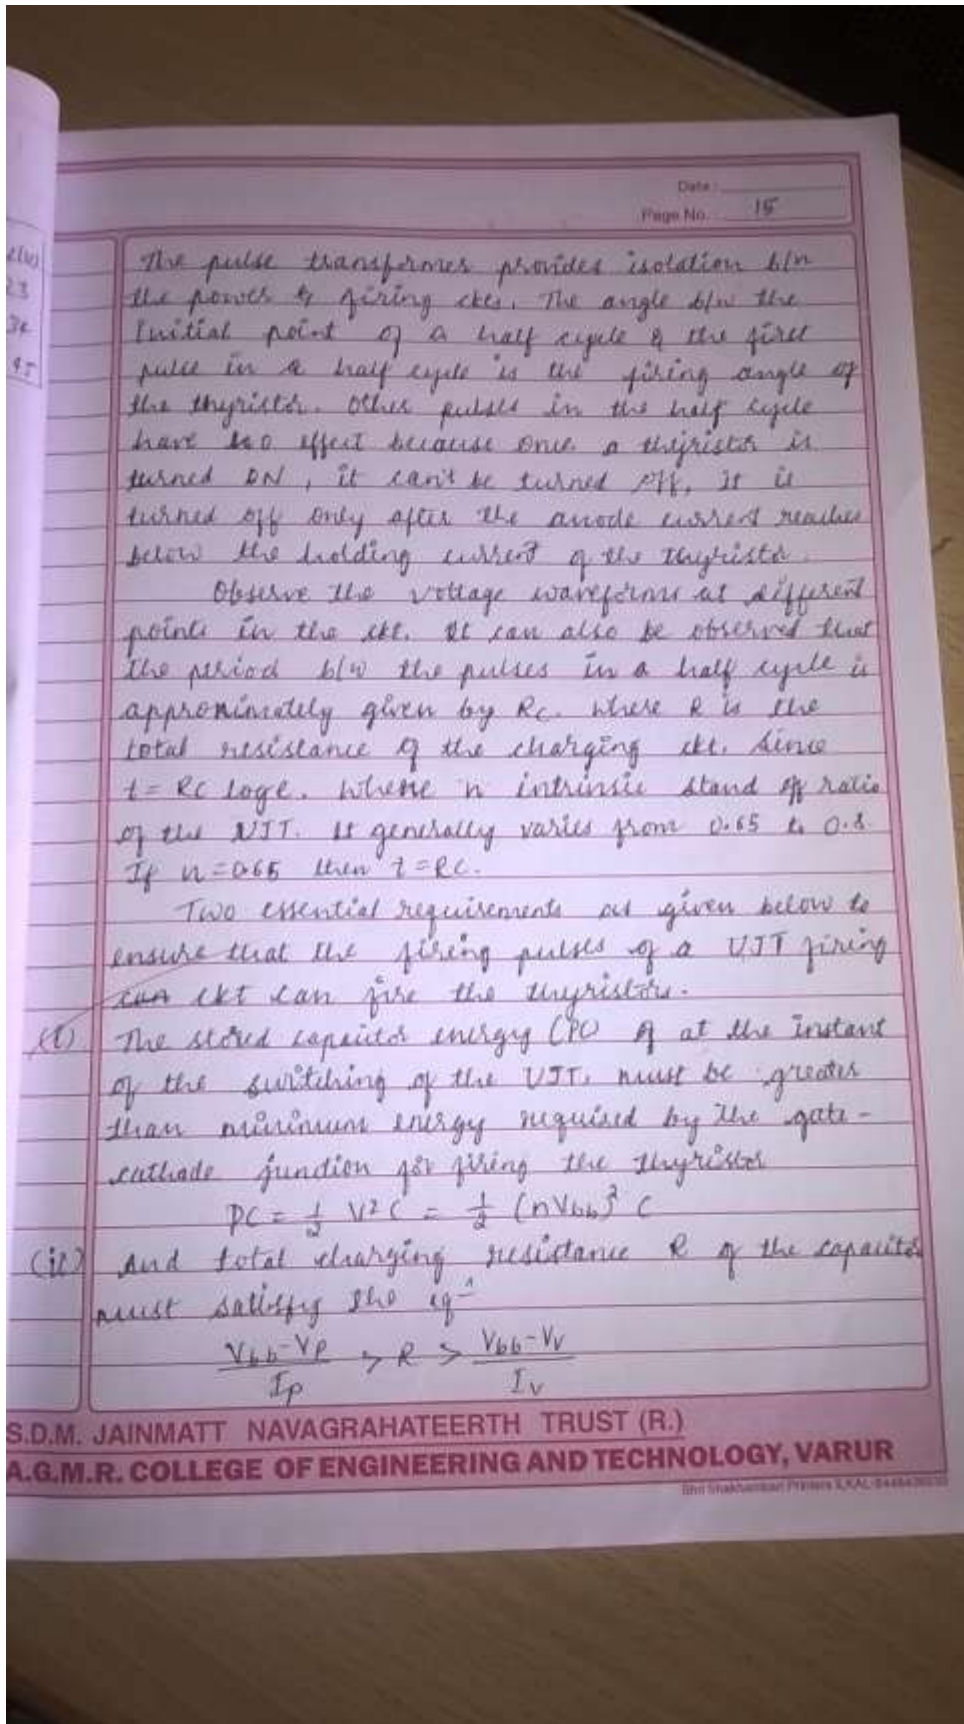 Date:
Page No. 15
The pulse transformer provides isolation b/n
the power & firing ckts. The angle b/w the
Initial point of a half cycle & the first
pulse in a half cycle is the firing angle of
the thyristor. Other pulses in the half cycle
have no effect because once a thyristor is
turned ON, it can't be turned off. It is
turned off only after the anode current reaches
below the holding current of the thyristor.
Observe the voltage waveforms at different
points in the ckt. It can also be observed that
The period b/w the pulses in a half cycle is
approximately given by RC. where R is the
total resistance of the charging ckt. Since
t = RC loge. where 'n intrinsic stand off ratio
of the UJT. It generally varies from 0.65 to 0.8.
If n=0.65 then t=RC.
Two essential requirements as given below to
ensure that the firing pulses of a UJT firing
can ckt can fire the thyristor.
(i) The stored capacitor energy (PC) of at the instant
of the switching of the UJT, must be greater
than minimum energy required by the gate-
cathode junction for firing the thyristor
PC = 1/2 V²C = 1/2 (nVbb)² C
(ii) And total charging resistance R of the capacitor
must satisfy the eqn
Vbb-Vp / Ip > R > Vbb-Vv / Iv
S.D.M. JAINMATT NAVAGRAHATEERTH TRUST (R.)
A.G.M.R. COLLEGE OF ENGINEERING AND TECHNOLOGY, VARUR
Shri Shakhambari Printers ILKAL